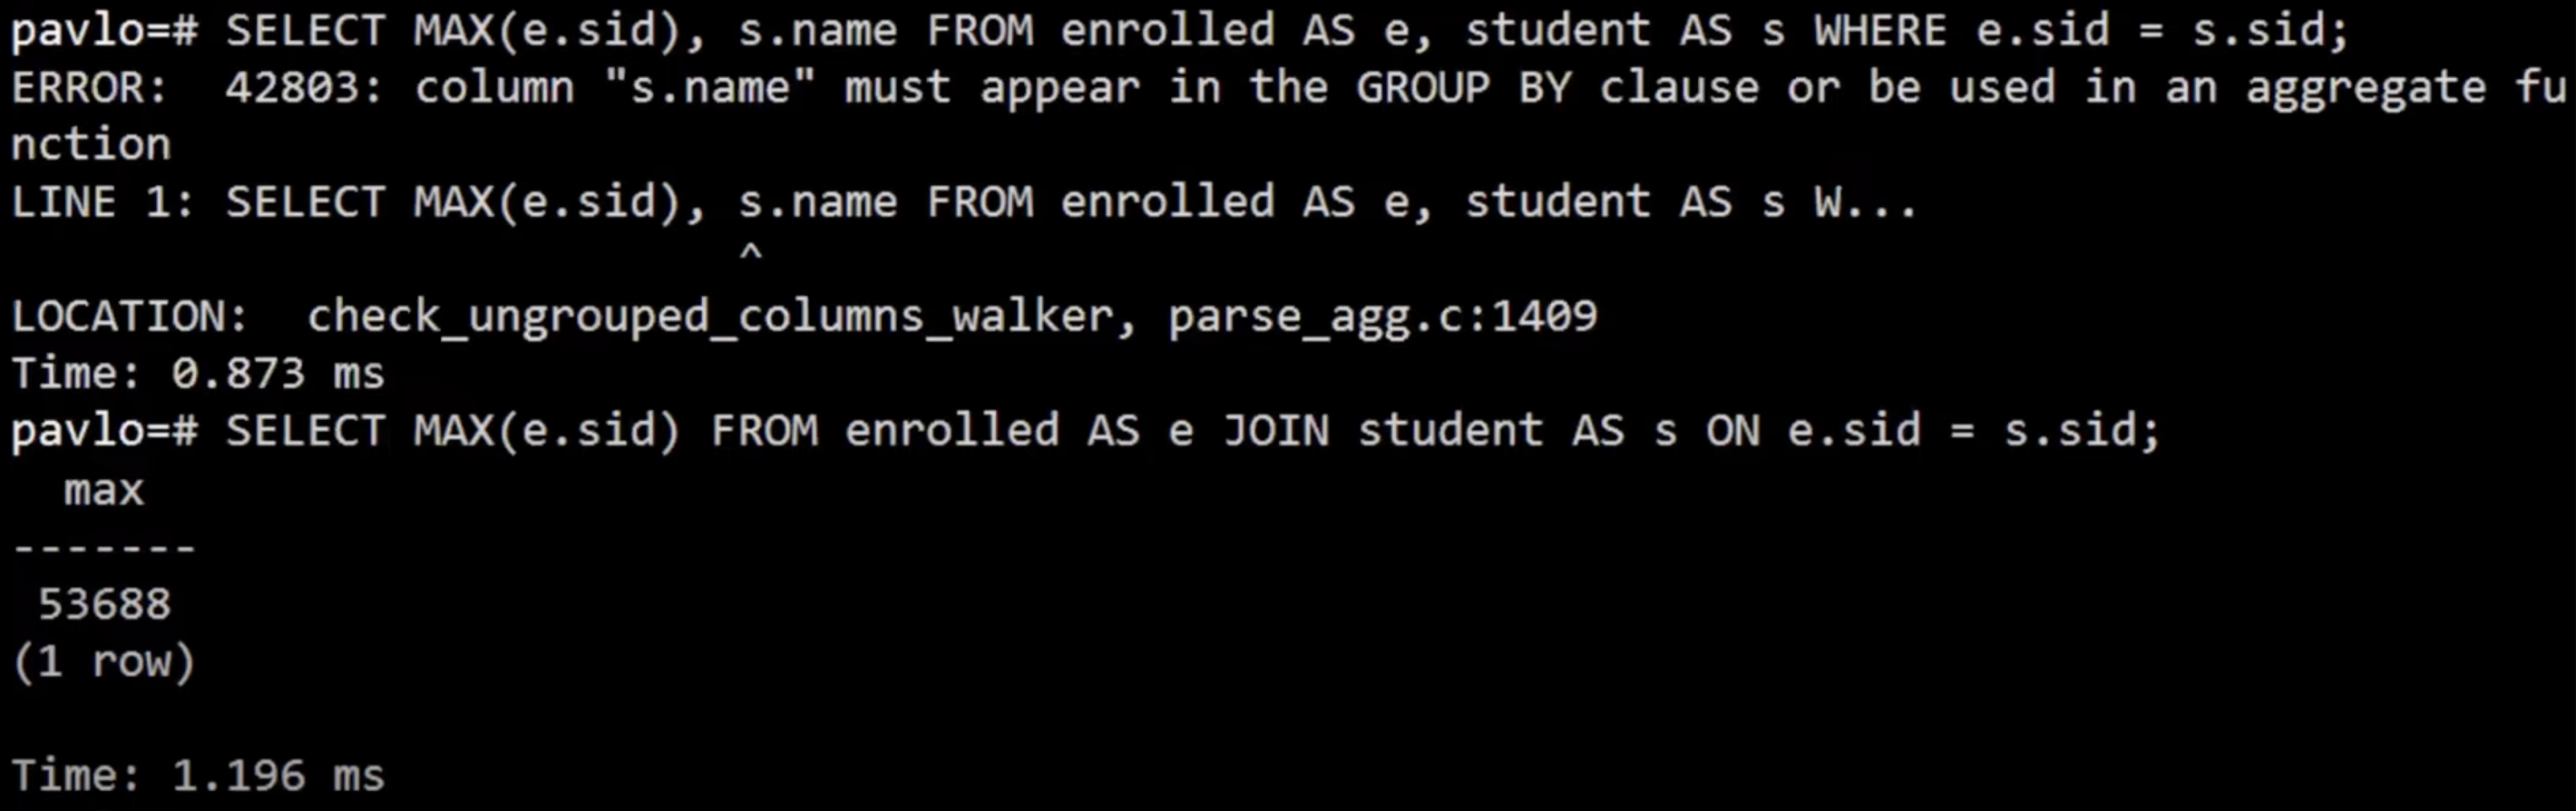 pavlo=# SELECT MAX(e.sid), s.name FROM enrolled AS e, student AS s WHERE e.sid = s.sid;
ERROR:  42803: column "s.name" must appear in the GROUP BY clause or be used in an aggregate fu
nction
LINE 1: SELECT MAX(e.sid), s.name FROM enrolled AS e, student AS s W...
                           ^
LOCATION:  check_ungrouped_columns_walker, parse_agg.c:1409
Time: 0.873 ms
pavlo=# SELECT MAX(e.sid) FROM enrolled AS e JOIN student AS s ON e.sid = s.sid;
  max
-------
 53688
(1 row)
Time: 1.196 ms